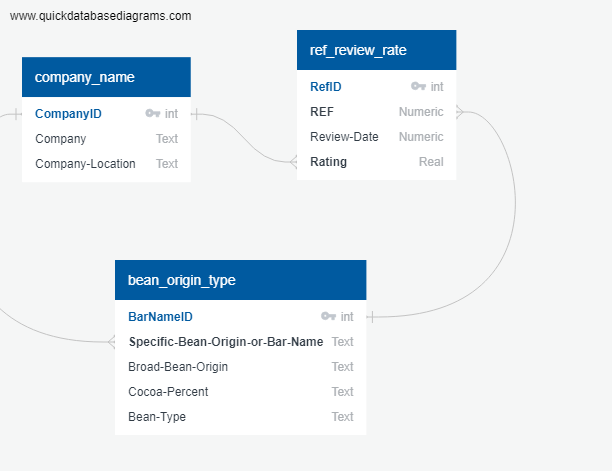 www.quickdatabasediagrams.com
company_name
CompanyID int
Company Text
Company-Location Text
ref_review_rate
RefID int
REF Numeric
Review-Date Numeric
Rating Real
bean_origin_type
BarNameID int
Specific-Bean-Origin-or-Bar-Name Text
Broad-Bean-Origin Text
Cocoa-Percent Text
Bean-Type Text